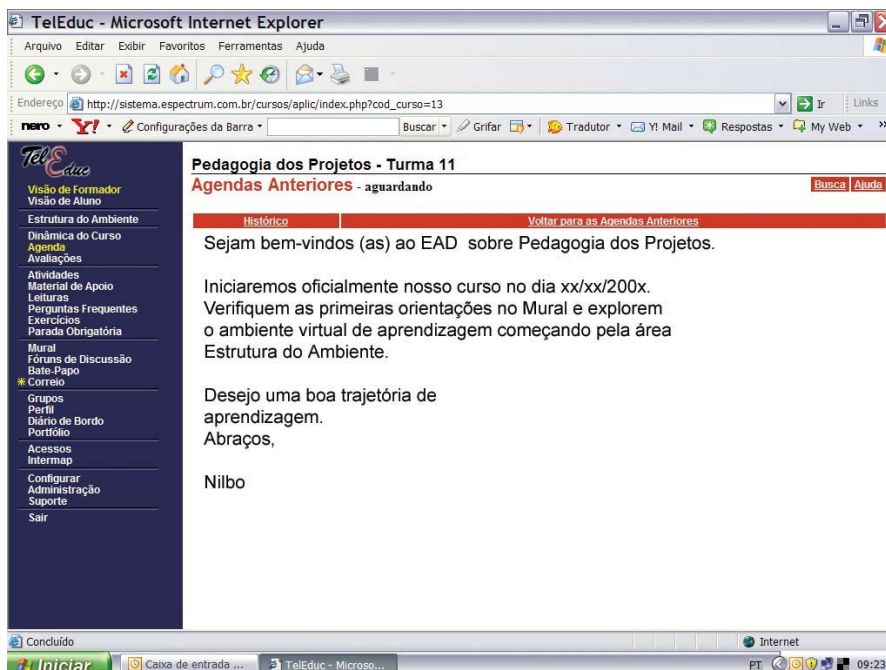 TelEduc - Microsoft Internet Explorer
Arquivo Editar Exibir Favoritos Ferramentas Ajuda
Endereço http://sistema.espectrum.com.br/cursos/aplic/index.php?cod_curso=13 Ir Links
nero Y! Configurações da Barra Buscar Grifar Tradutor Y! Mail Respostas My Web »
TelEduc
Visão de Formador
Visão de Aluno
Estrutura do Ambiente
Dinâmica do Curso
Agenda
Avaliações
Atividades
Material de Apoio
Leituras
Perguntas Frequentes
Exercícios
Parada Obrigatória
Mural
Fóruns de Discussão
Bate-Papo
Correio
Grupos
Perfil
Diário de Bordo
Portfólio
Acessos
Intermap
Configurar
Administração
Suporte
Sair
Pedagogia dos Projetos - Turma 11
Agendas Anteriores - aguardando
Busca Ajuda
Histórico Voltar para as Agendas Anteriores
Sejam bem-vindos (as) ao EAD sobre Pedagogia dos Projetos.
Iniciaremos oficialmente nosso curso no dia xx/xx/200x.
Verifiquem as primeiras orientações no Mural e explorem
o ambiente virtual de aprendizagem começando pela área
Estrutura do Ambiente.
Desejo uma boa trajetória de
aprendizagem.
Abraços,
Nilbo
Concluído Internet
Iniciar Caixa de entrada ... TelEduc - Microso... PT 09:23